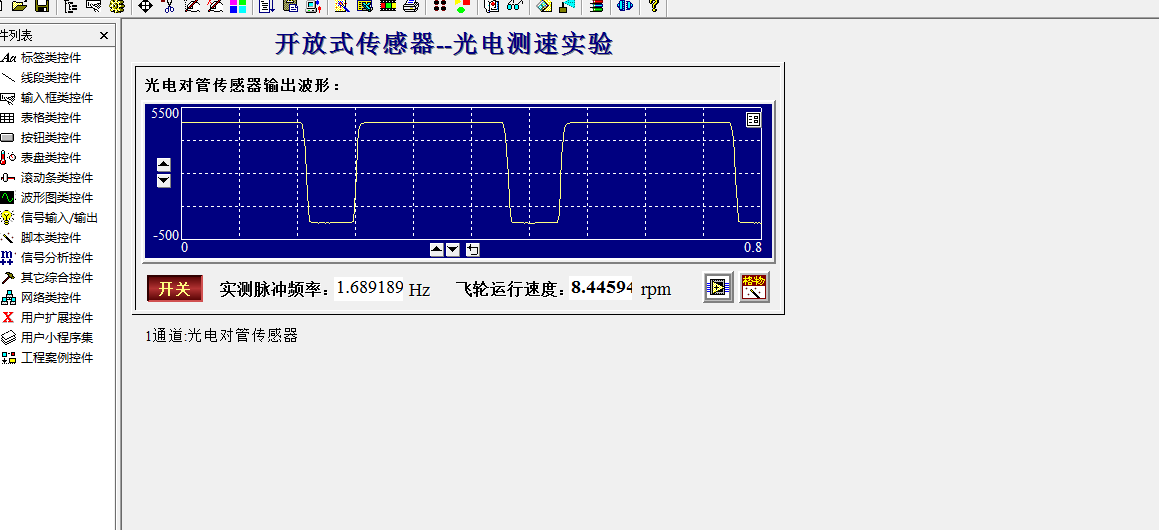 件列表
Aa 标签类控件
线段类控件
输入框类控件
表格类控件
按钮类控件
表盘类控件
滚动条类控件
波形图类控件
信号输入/输出
脚本类控件
信号分析控件
其它综合控件
网络类控件
用户扩展控件
用户小程序集
工程案例控件
开放式传感器--光电测速实验
光电对管传感器输出波形：
5500
-500
0
0.8
开关
实测脉冲频率：
1.689189
Hz
飞轮运行速度：
8.44594
rpm
格物
1通道:光电对管传感器